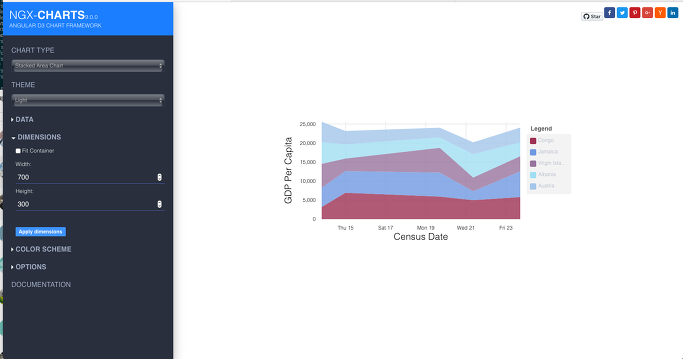 NGX-CHARTS9.0.0
ANGULAR D3 CHART FRAMEWORK
CHART TYPE
Stacked Area Chart
THEME
Light
DATA
DIMENSIONS
Fit Container
Width:
700
Height:
300
Apply dimensions
COLOR SCHEME
OPTIONS
DOCUMENTATION
Star
25,000
20,000
15,000
10,000
5,000
0
GDP Per Capita
Thu 15
Sat 17
Mon 19
Wed 21
Fri 23
Census Date
Legend
Congo
Jamaica
Virgin Isla...
Albania
Austria